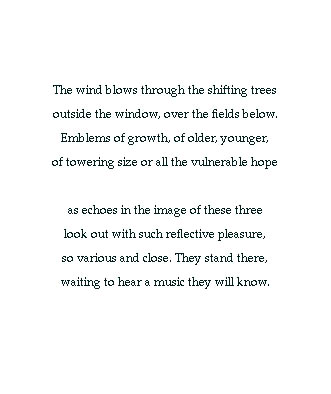 The wind blows through the shifting trees
outside the window, over the fields below.
Emblems of growth, of older, younger,
of towering size or all the vulnerable hope
as echoes in the image of these three
look out with such reflective pleasure,
so various and close. They stand there,
waiting to hear a music they will know.